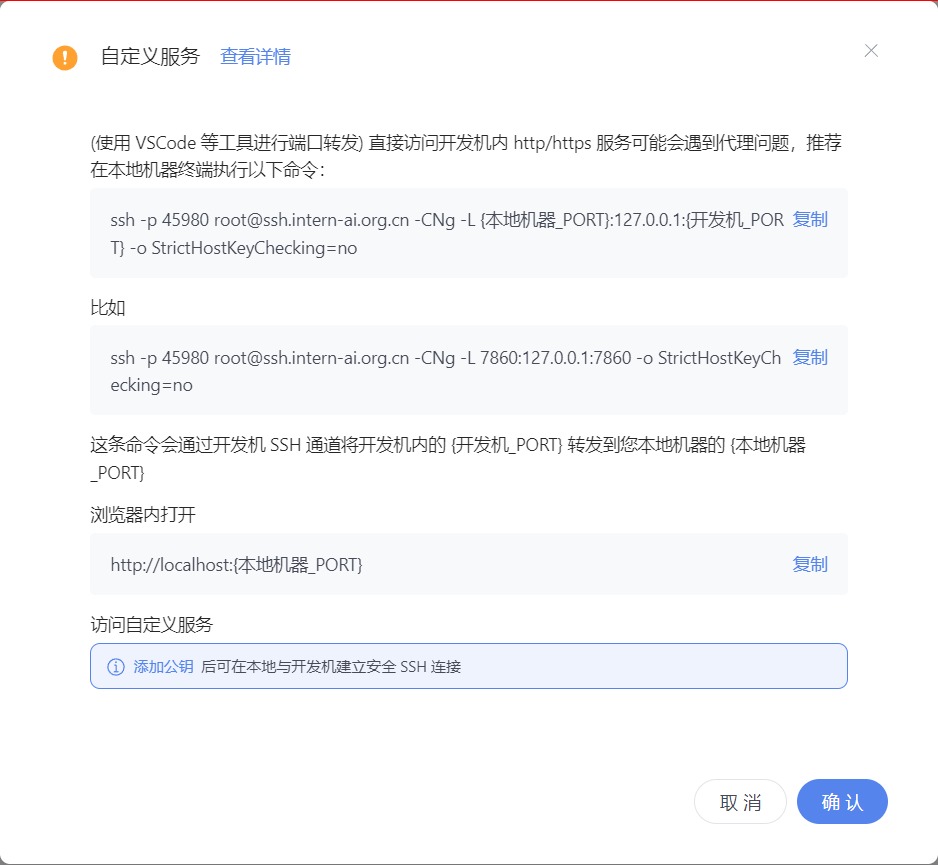 自定义服务 查看详情
(使用 VSCode 等工具进行端口转发) 直接访问开发机内 http/https 服务可能会遇到代理问题，推荐
在本地机器终端执行以下命令：
ssh -p 45980 root@ssh.intern-ai.org.cn -CNg -L {本地机器_PORT}:127.0.0.1:{开发机_POR 复制
T} -o StrictHostKeyChecking=no
比如
ssh -p 45980 root@ssh.intern-ai.org.cn -CNg -L 7860:127.0.0.1:7860 -o StrictHostKeyCh 复制
ecking=no
这条命令会通过开发机 SSH 通道将开发机内的 {开发机_PORT} 转发到您本地机器的 {本地机器
_PORT}
浏览器内打开
http://localhost:{本地机器_PORT} 复制
访问自定义服务
添加公钥 后可在本地与开发机建立安全 SSH 连接
取消 确认